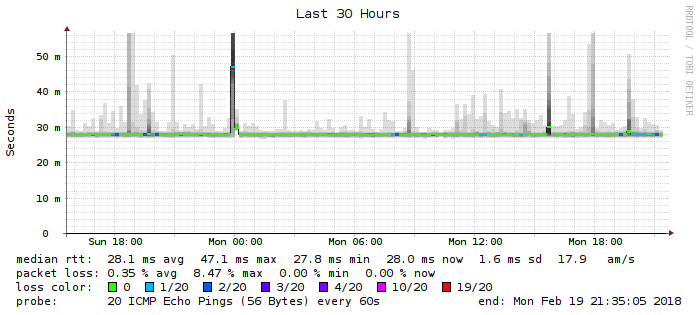 Last 30 Hours
RRDTOOL / TOBI OETIKER
Seconds
50 m
40 m
30 m
20 m
10 m
0
Sun 18:00 Mon 00:00 Mon 06:00 Mon 12:00 Mon 18:00
median rtt: 28.1 ms avg 47.1 ms max 27.8 ms min 28.0 ms now 1.6 ms sd 17.9 am/s
packet loss: 0.35 % avg 8.47 % max 0.00 % min 0.00 % now
loss color: 0 1/20 2/20 3/20 4/20 10/20 19/20
probe: 20 ICMP Echo Pings (56 Bytes) every 60s end: Mon Feb 19 21:35:05 2018